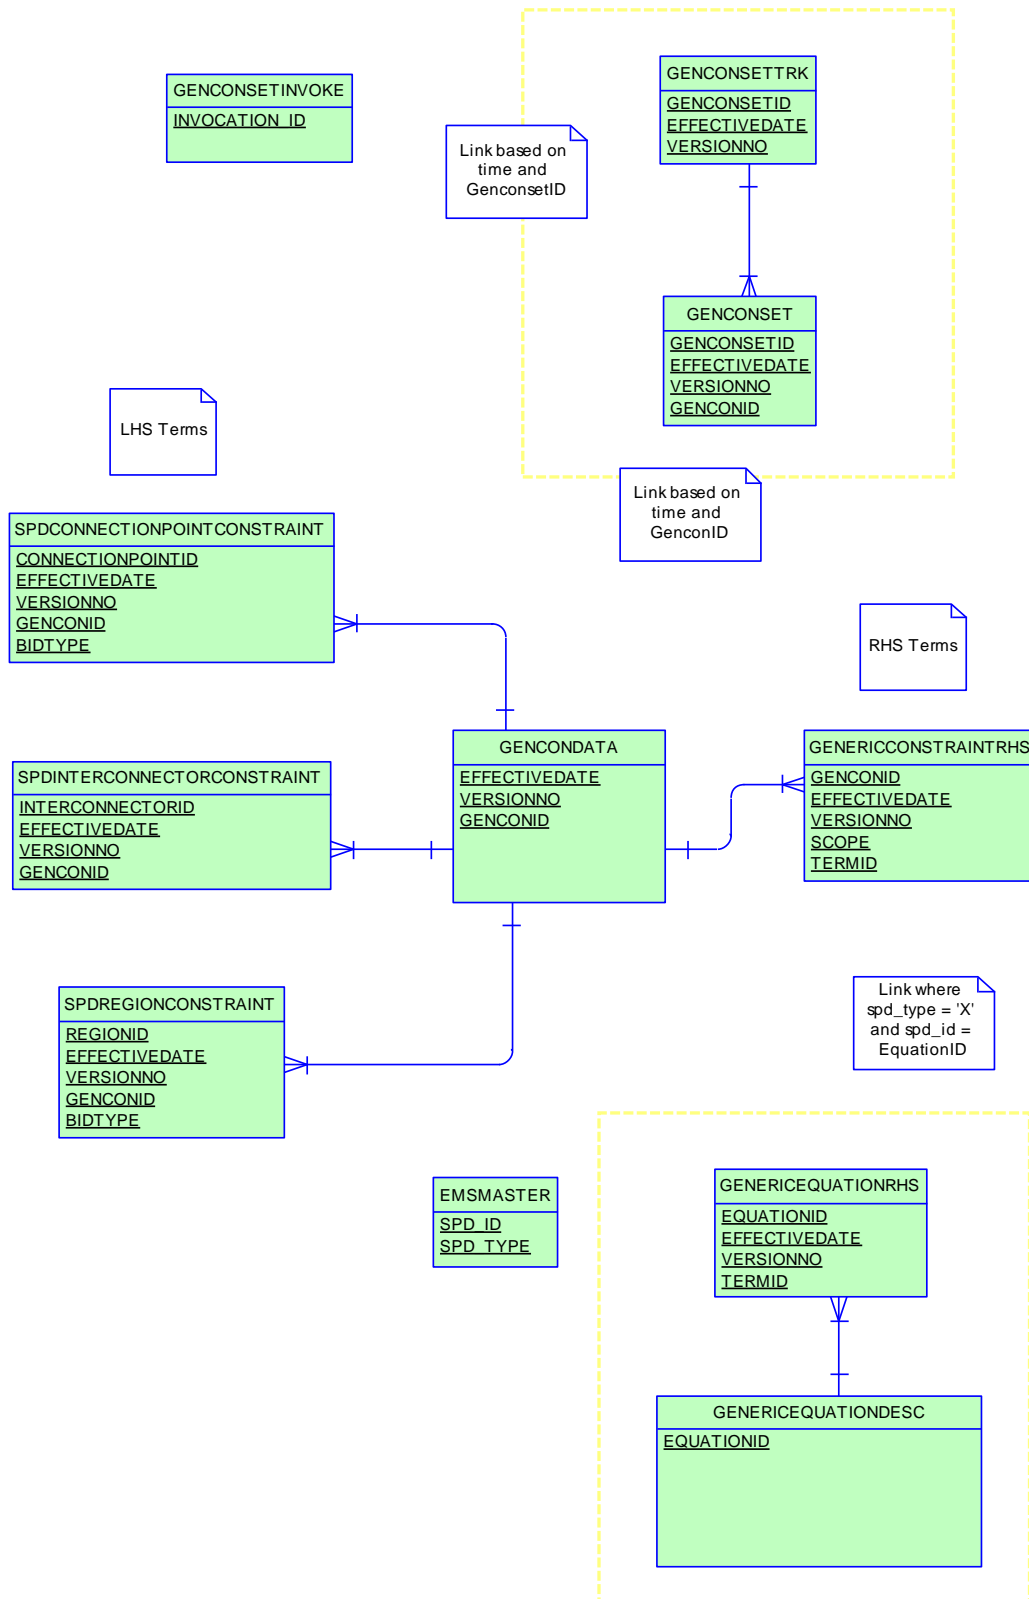 GENCONSETINVOKE
INVOCATION_ID
GENCONSETTRK
GENCONSETID
EFFECTIVEDATE
VERSIONNO
Link based on
time and
GenconsetID
GENCONSET
GENCONSETID
EFFECTIVEDATE
VERSIONNO
GENCONID
LHS Terms
Link based on
time and
GenconID
SPDCONNECTIONPOINTCONSTRAINT
CONNECTIONPOINTID
EFFECTIVEDATE
VERSIONNO
GENCONID
BIDTYPE
RHS Terms
GENCONDATA
EFFECTIVEDATE
VERSIONNO
GENCONID
GENERICCONSTRAINTRHS
GENCONID
EFFECTIVEDATE
VERSIONNO
SCOPE
TERMID
SPDINTERCONNECTORCONSTRAINT
INTERCONNECTORID
EFFECTIVEDATE
VERSIONNO
GENCONID
SPDREGIONCONSTRAINT
REGIONID
EFFECTIVEDATE
VERSIONNO
GENCONID
BIDTYPE
Link where
spd_type = 'X'
and spd_id =
EquationID
EMSMASTER
SPD_ID
SPD_TYPE
GENERICEQUATIONRHS
EQUATIONID
EFFECTIVEDATE
VERSIONNO
TERMID
GENERICEQUATIONDESC
EQUATIONID